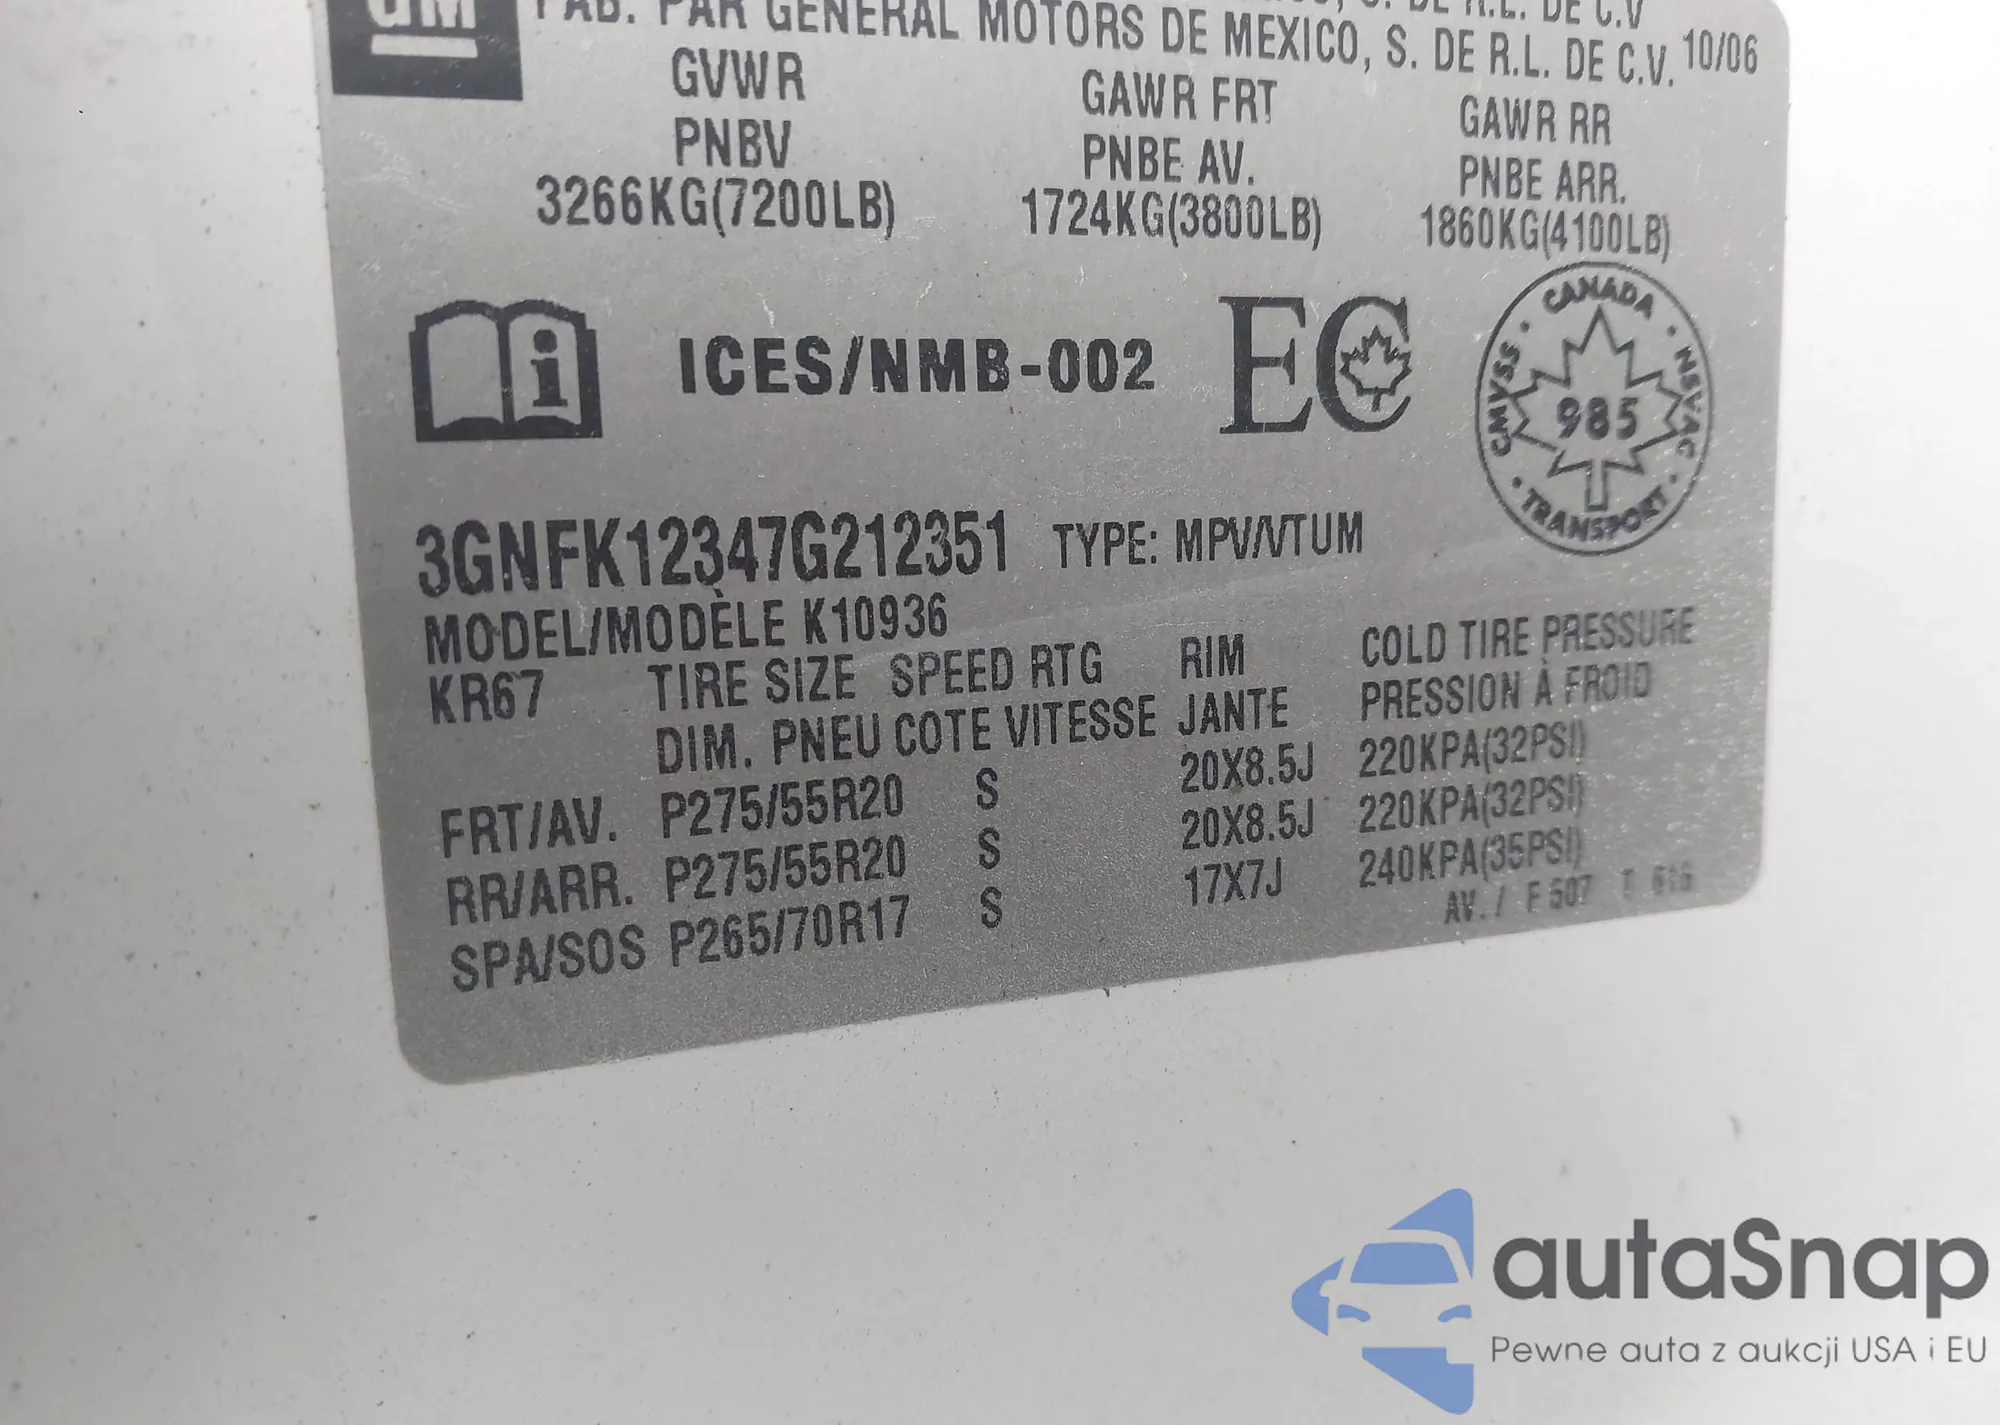 GM
FAB. PAR GENERAL MOTORS DE MEXICO, S. DE R.L. DE C.V. 10/06
GVWR GAWR FRT GAWR RR
PNBV PNBE AV. PNBE ARR.
3266KG(7200LB) 1724KG(3800LB) 1860KG(4100LB)
i ICES/NMB-002 EC
CANADA · NSVAC · TRANSPORT · CMVSS · 985
3GNFK12347G212351 TYPE: MPV/VTUM
MODEL/MODÈLE K10936
KR67 TIRE SIZE SPEED RTG RIM COLD TIRE PRESSURE
DIM. PNEU COTE VITESSE JANTE PRESSION À FROID
FRT/AV. P275/55R20 S 20X8.5J 220KPA(32PSI)
RR/ARR. P275/55R20 S 20X8.5J 220KPA(32PSI)
SPA/SOS P265/70R17 S 17X7J 240KPA(35PSI)
AV. / F 507 T
autaSnap
Pewne auta z aukcji USA i EU